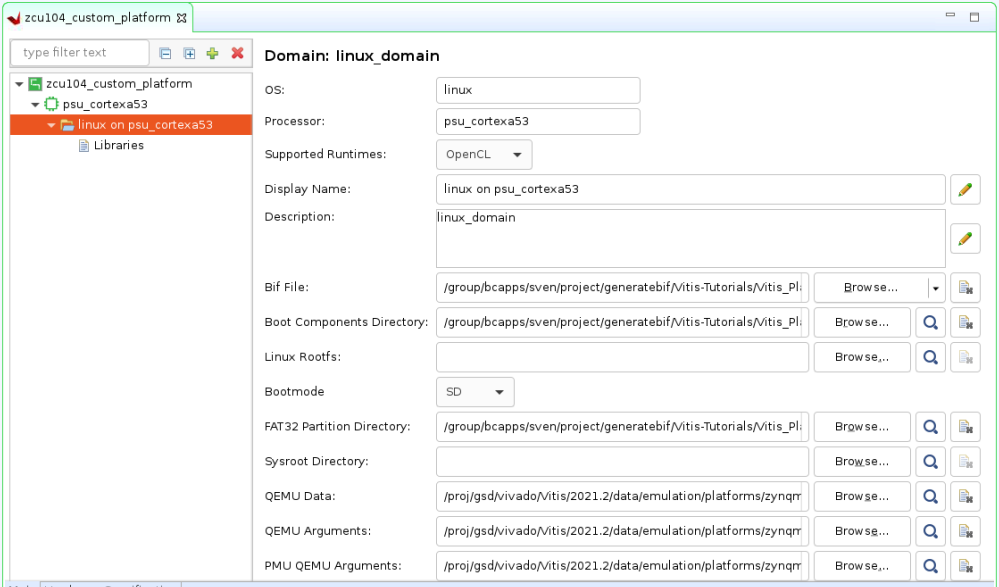 zcu104_custom_platform
type filter text
zcu104_custom_platform
psu_cortexa53
linux on psu_cortexa53
Libraries
Domain: linux_domain
OS: linux
Processor: psu_cortexa53
Supported Runtimes: OpenCL
Display Name: linux on psu_cortexa53
Description: linux_domain
Bif File: /group/bcapps/sven/project/generatebif/Vitis-Tutorials/Vitis_Pla Browse...
Boot Components Directory: /group/bcapps/sven/project/generatebif/Vitis-Tutorials/Vitis_Pla Browse...
Linux Rootfs: Browse...
Bootmode SD
FAT32 Partition Directory: /group/bcapps/sven/project/generatebif/Vitis-Tutorials/Vitis_Pla Browse...
Sysroot Directory: Browse...
QEMU Data: /proj/gsd/vivado/Vitis/2021.2/data/emulation/platforms/zynqm Browse...
QEMU Arguments: /proj/gsd/vivado/Vitis/2021.2/data/emulation/platforms/zynqm Browse...
PMU QEMU Arguments: /proj/gsd/vivado/Vitis/2021.2/data/emulation/platforms/zynqm Browse...